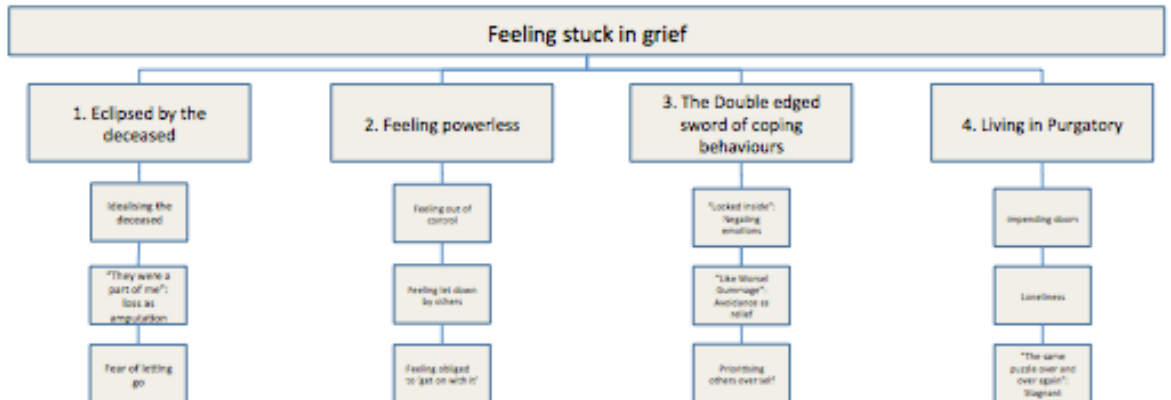 Feeling stuck in grief
1. Eclipsed by the
deceased
2. Feeling powerless
3. The Double edged
sword of coping
behaviours
4. Living in Purgatory
Idealising the
deceased
Feeling out of
control
"Locked inside":
Negating
emotions
Impending doom
"They were a
part of me":
loss as
amputation
Feeling let down
by others
"Like
Gummage":
Avoidance as
relief
Loneliness
Fear of letting
go
Feeling obliged
to 'get on with it'
Prioritising
others over self
"The same
puzzle over and
over again":
Stagnant